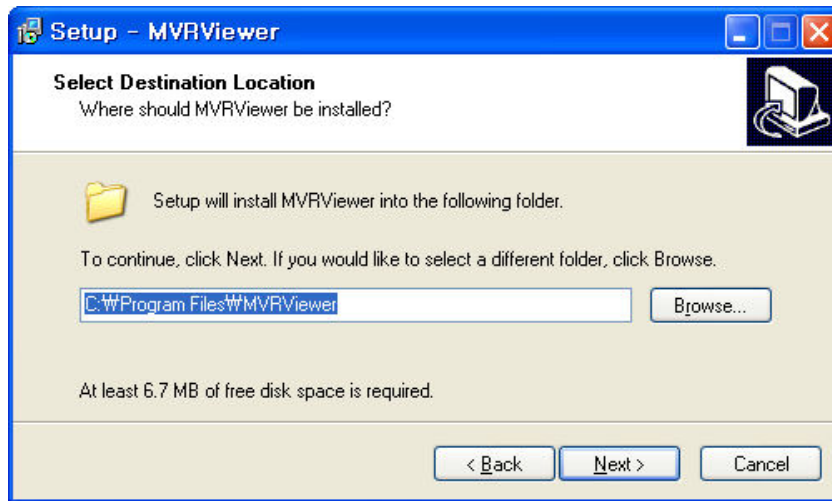 Setup - MVRViewer
Select Destination Location
Where should MVRViewer be installed?
Setup will install MVRViewer into the following folder.
To continue, click Next. If you would like to select a different folder, click Browse.
C:₩Program Files₩MVRViewer
Browse...
At least 6.7 MB of free disk space is required.
< Back
Next >
Cancel